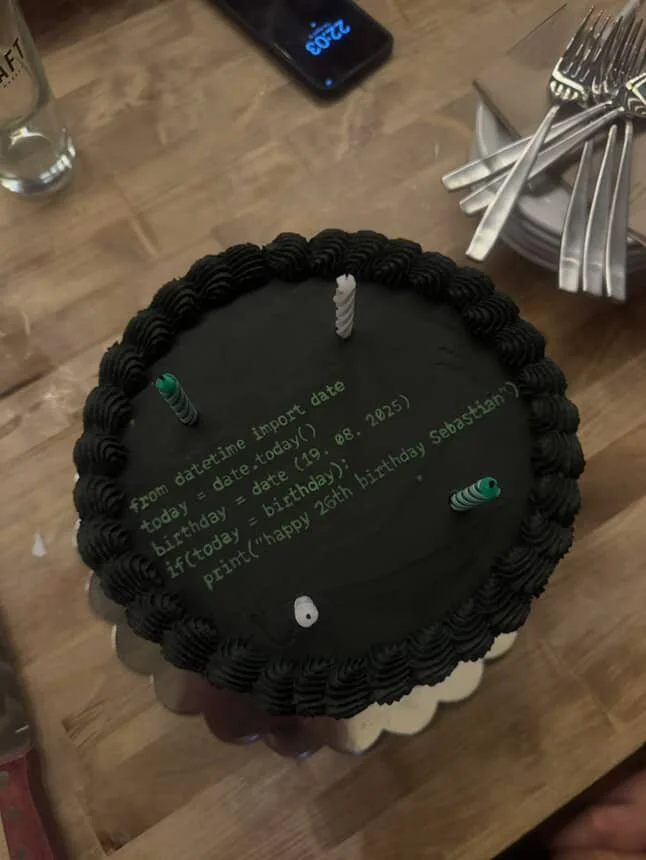 AFT
22:03
from datetime import date
today = date.today()
birthday = date (19. 08. 2025)
if(today = birthday):
print("happy 26th birthday Sebastian")